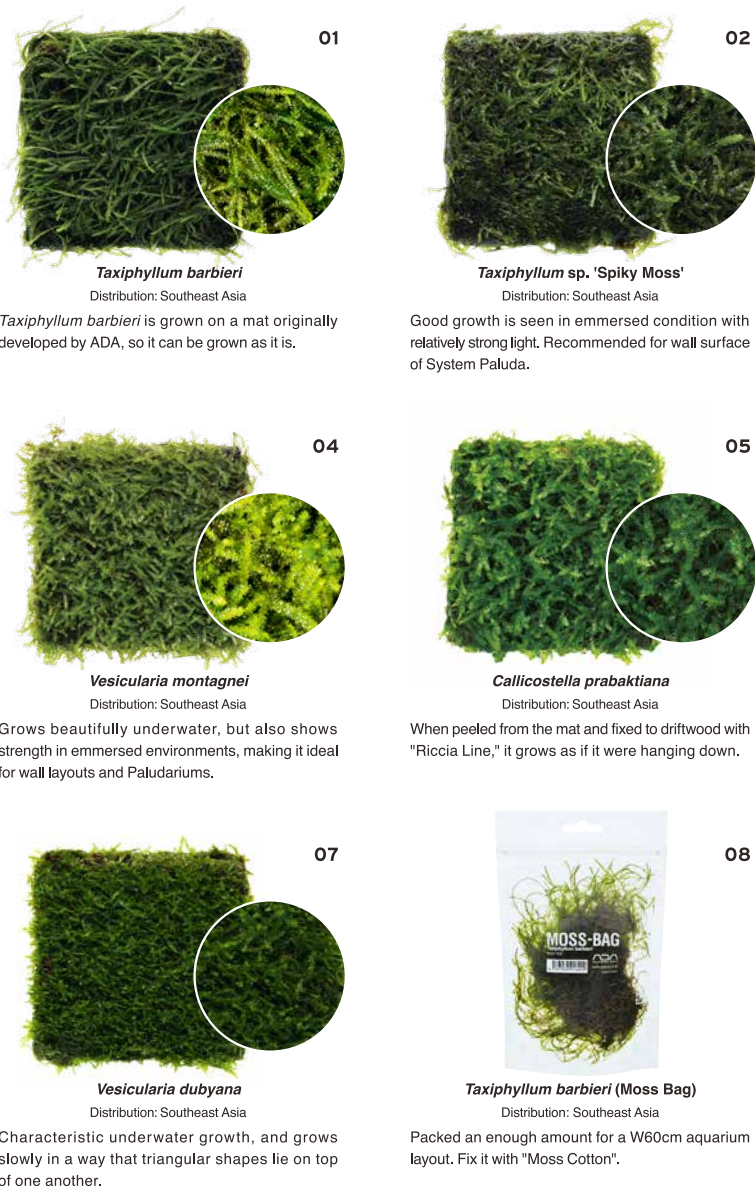 01
Taxiphyllum barbieri
Distribution: Southeast Asia
Taxiphyllum barbieri is grown on a mat originally
developed by ADA, so it can be grown as it is.
02
Taxiphyllum sp. 'Spiky Moss'
Distribution: Southeast Asia
Good growth is seen in emmersed condition with
relatively strong light. Recommended for wall surface
of System Paluda.
04
Vesicularia montagnei
Distribution: Southeast Asia
Grows beautifully underwater, but also shows
strength in emmersed environments, making it ideal
for wall layouts and Paludariums.
05
Callicostella prabaktiana
Distribution: Southeast Asia
When peeled from the mat and fixed to driftwood with
"Riccia Line," it grows as if it were hanging down.
07
Vesicularia dubyana
Distribution: Southeast Asia
Characteristic underwater growth, and grows
slowly in a way that triangular shapes lie on top
of one another.
08
MOSS-BAG
Taxiphyllum barbieri
ADA
Taxiphyllum barbieri (Moss Bag)
Distribution: Southeast Asia
Packed an enough amount for a W60cm aquarium
layout. Fix it with "Moss Cotton".